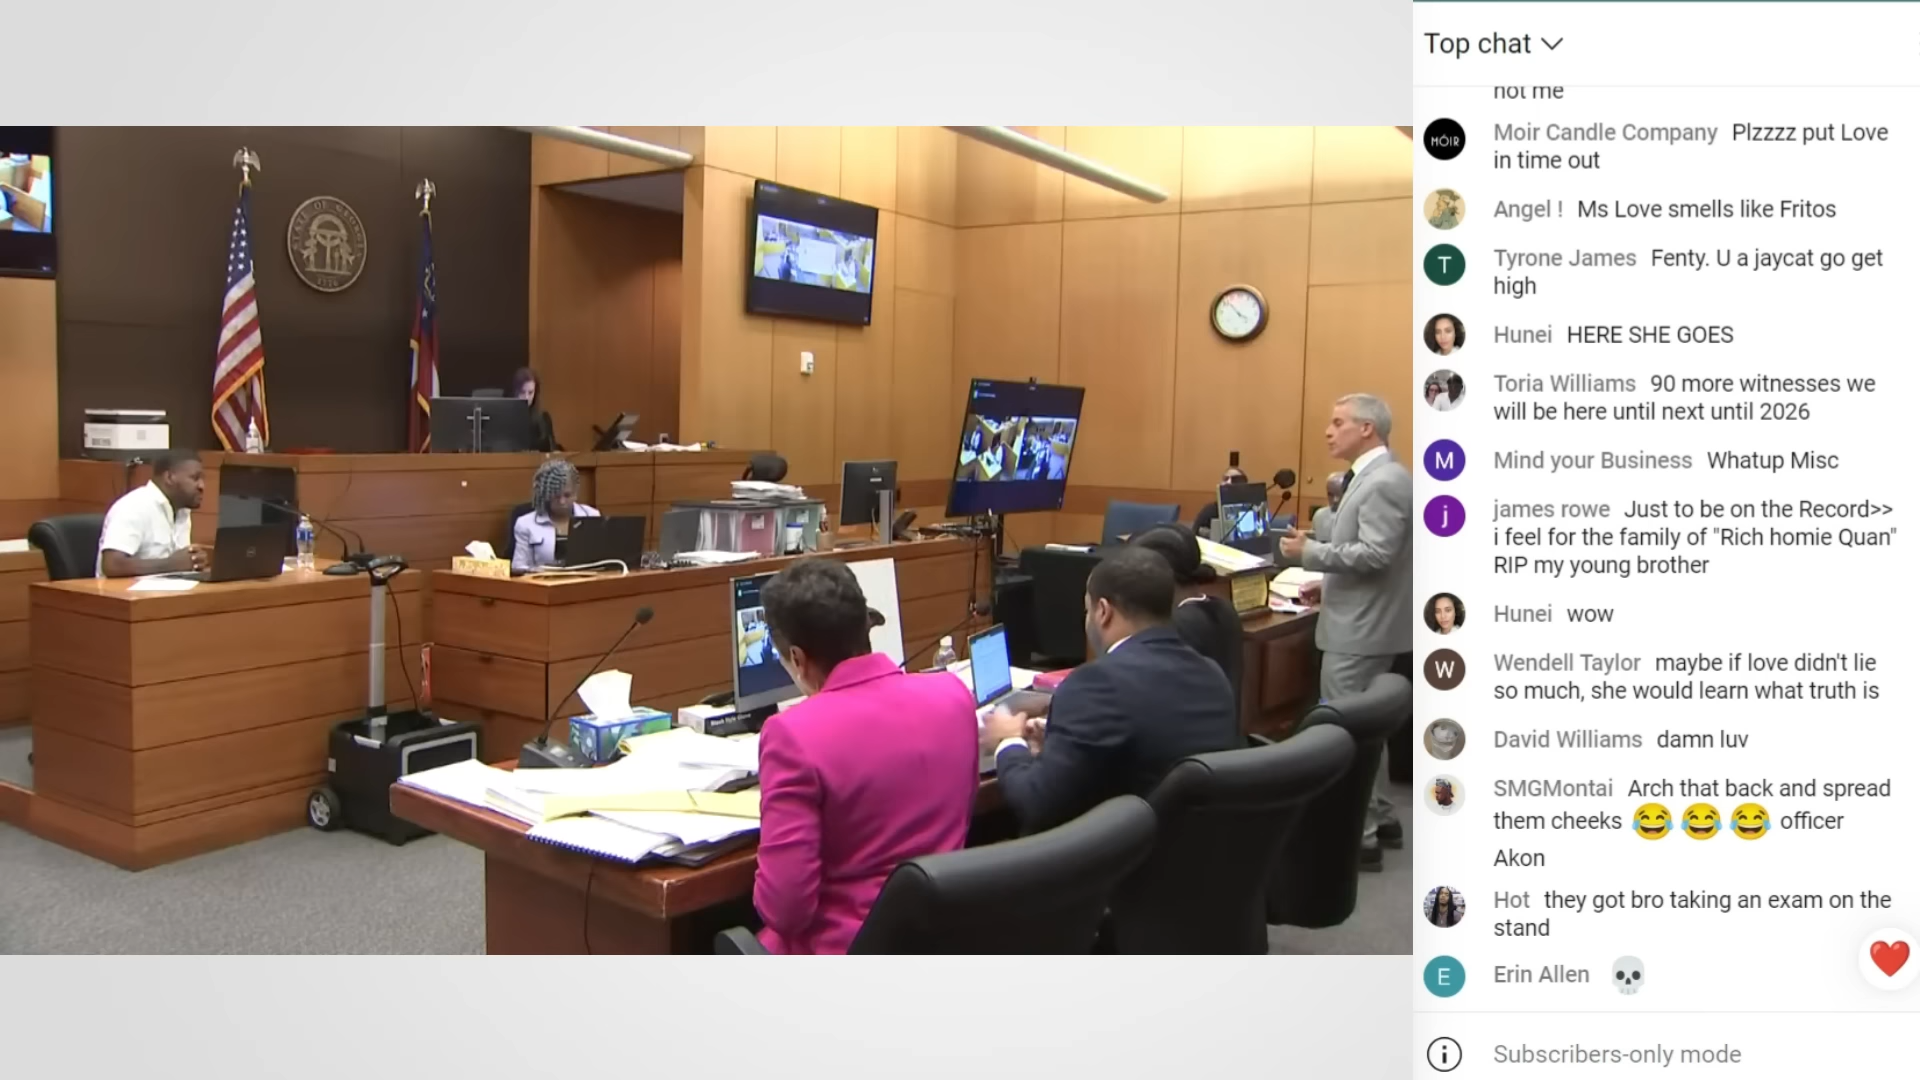 STATE OF GEORGIA
1776
Top chat
not me
MÓIR
Moir Candle Company Plzzzz put Love
in time out
Angel ! Ms Love smells like Fritos
T
Tyrone James Fenty. U a jaycat go get
high
Hunei HERE SHE GOES
Toria Williams 90 more witnesses we
will be here until next until 2026
M
Mind your Business Whatup Misc
j
james rowe Just to be on the Record>>
i feel for the family of "Rich homie Quan"
RIP my young brother
Hunei wow
W
Wendell Taylor maybe if love didn't lie
so much, she would learn what truth is
David Williams damn luv
SMGMontai Arch that back and spread
them cheeks 😂 😂 😂 officer
Akon
Hot they got bro taking an exam on the
stand
E
Erin Allen 💀
Subscribers-only mode